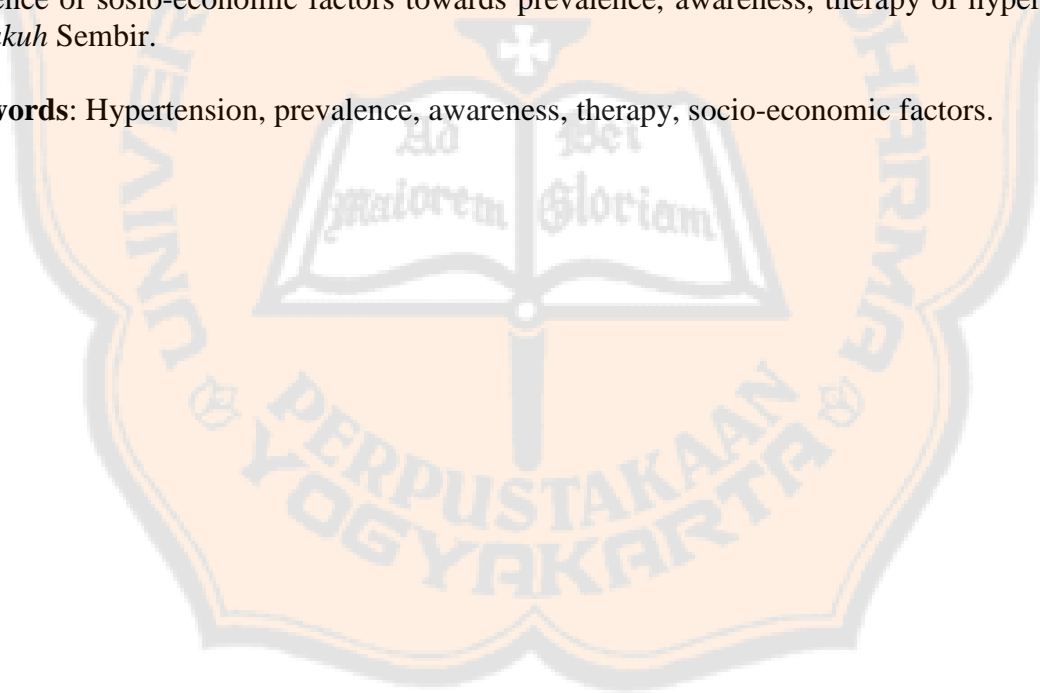 ence of sosio-economic factors towards prevalence, awareness, therapy of hyper
akuh Sembir.
words: Hypertension, prevalence, awareness, therapy, socio-economic factors.
Ad Dei
Maiorem Gloriam
PERPUSTAKAAN
YOGYAKARTA